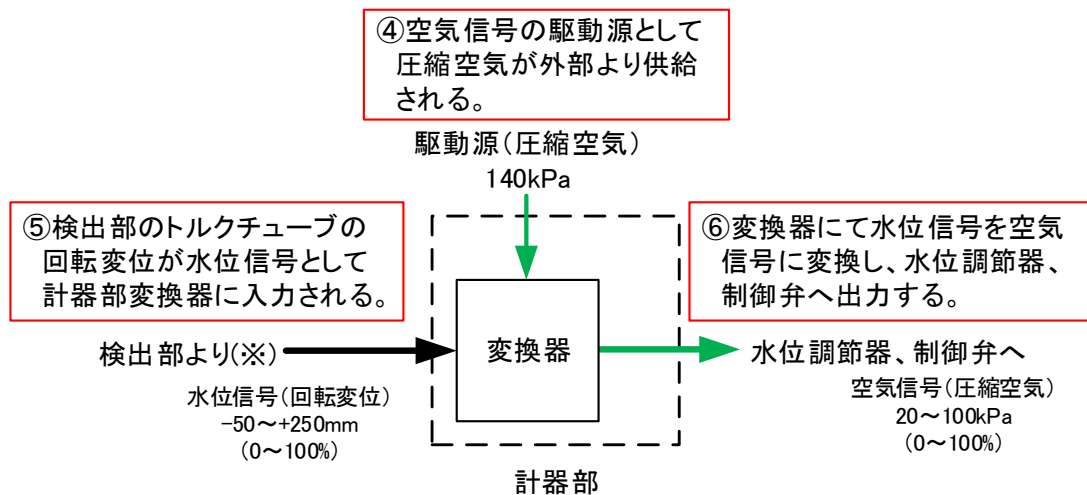 ④空気信号の駆動源として
圧縮空気が外部より供給
される。
駆動源(圧縮空気)
140kPa
⑤検出部のトルクチューブの
回転変位が水位信号として
計器部変換器に入力される。
⑥変換器にて水位信号を空気
信号に変換し、水位調節器、
制御弁へ出力する。
検出部より(※)
変換器
水位調節器、制御弁へ
水位信号(回転変位)
-50~+250mm
(0~100%)
空気信号(圧縮空気)
20~100kPa
(0~100%)
計器部